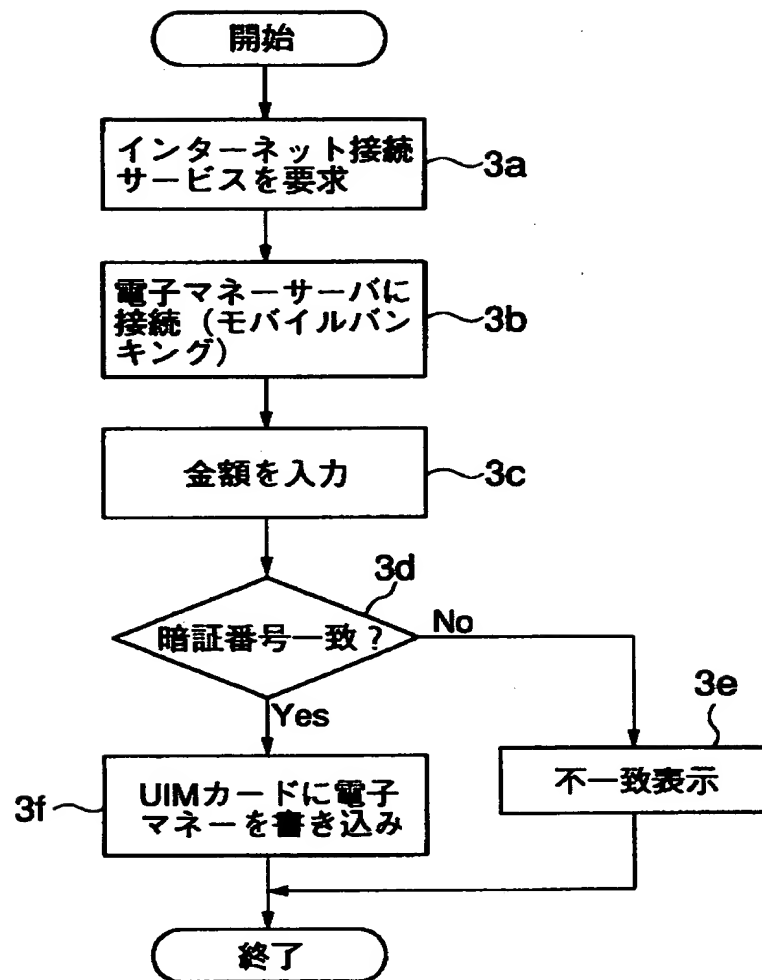 開始
インターネット接続
サービスを要求
3a
電子マネーサーバに
接続（モバイルバン
キング）
3b
金額を入力
3c
3d
暗証番号一致？
No
Yes
3e
不一致表示
3f
UIMカードに電子
マネーを書き込み
終了